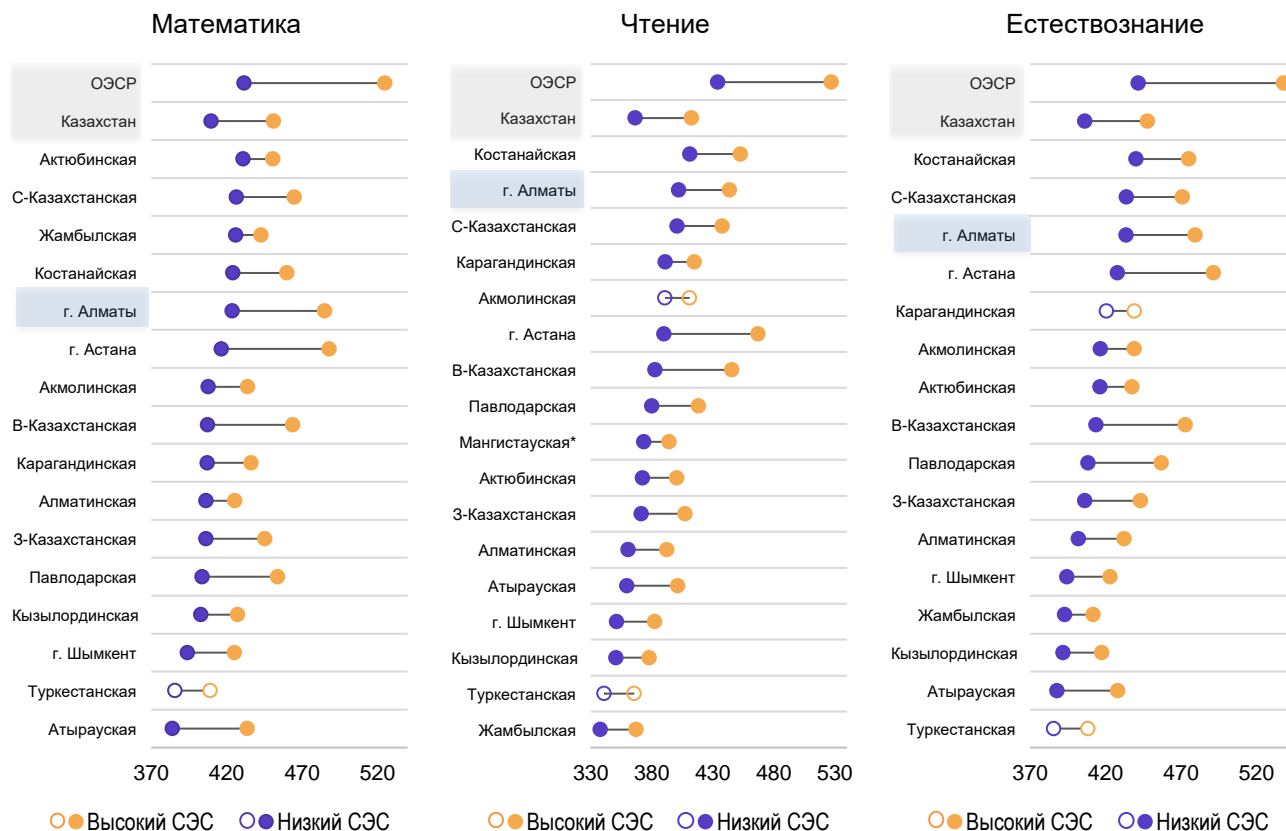 Математика
ОЭСР
Казахстан
Актюбинская
С-Казахстанская
Жамбылская
Костанайская
г. Алматы
г. Астана
Акмолинская
В-Казахстанская
Карагандинская
Алматинская
З-Казахстанская
Павлодарская
Кызылординская
г. Шымкент
Туркестанская
Атырауская
370 420 470 520
Высокий СЭС Низкий СЭС
Чтение
ОЭСР
Казахстан
Костанайская
г. Алматы
С-Казахстанская
Карагандинская
Акмолинская
г. Астана
В-Казахстанская
Павлодарская
Мангистауская*
Актюбинская
З-Казахстанская
Алматинская
Атырауская
г. Шымкент
Кызылординская
Туркестанская
Жамбылская
330 380 430 480 530
Высокий СЭС Низкий СЭС
Естествознание
ОЭСР
Казахстан
Костанайская
С-Казахстанская
г. Алматы
г. Астана
Карагандинская
Акмолинская
Актюбинская
В-Казахстанская
Павлодарская
З-Казахстанская
Алматинская
г. Шымкент
Жамбылская
Кызылординская
Атырауская
Туркестанская
370 420 470 520
Высокий СЭС Низкий СЭС